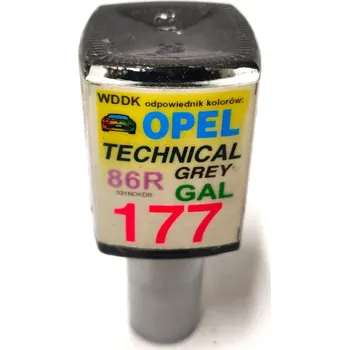 WDDK odpowiednik kolorów:
OPEL
TECHNICAL
86R GREY
GAL
177